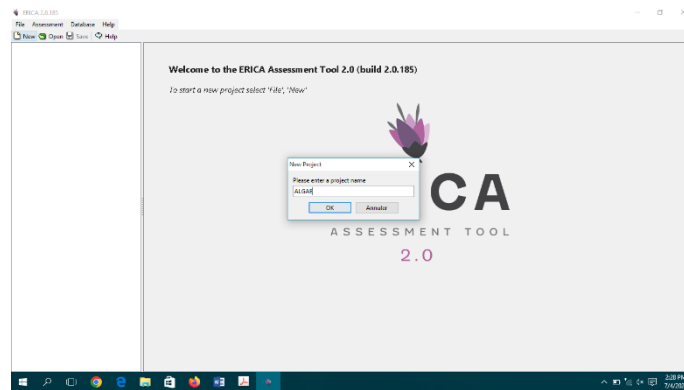 ERICA 2.0.185
File Assessment Database Help
New Open Save Help
Welcome to the ERICA Assessment Tool 2.0 (build 2.0.185)
To start a new project select 'File', 'New'
New Project
Please enter a project name
ALGAE
OK Annuler
CA
ASSESSMENT TOOL
2.0
2:20 PM